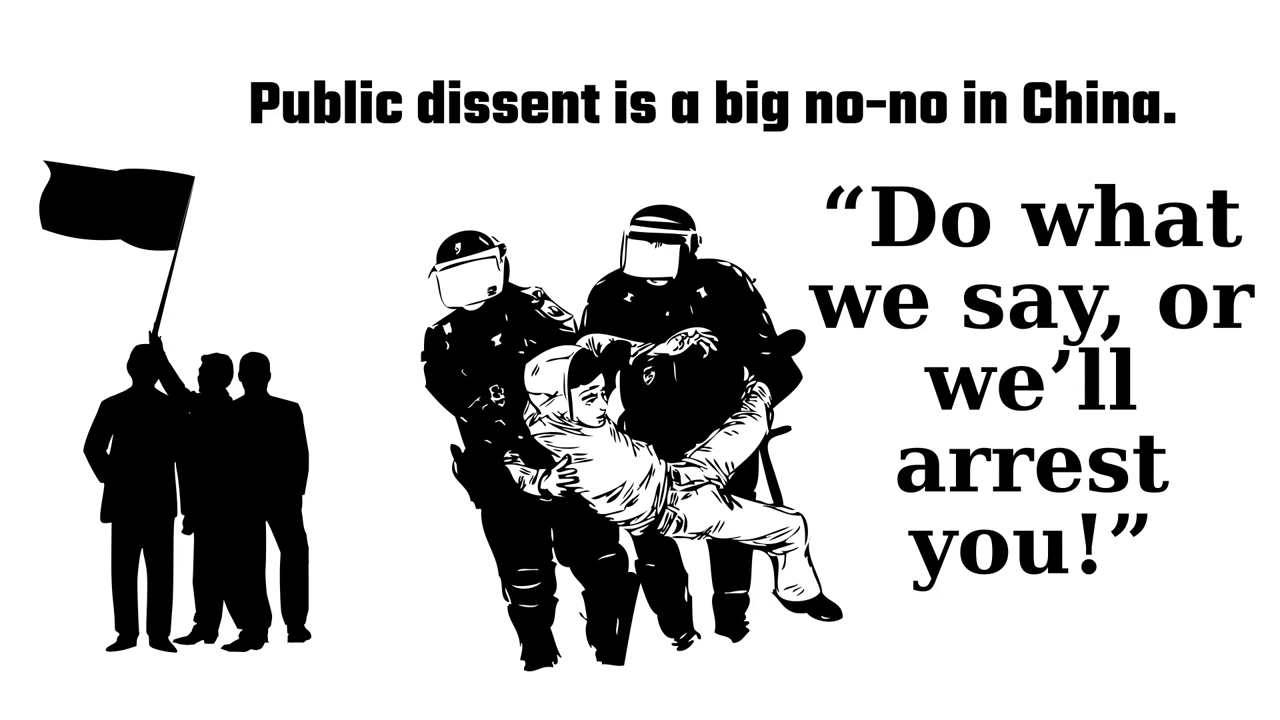 Public dissent is a big no-no in China.
“Do what
we say, or
we’ll
arrest
you!”